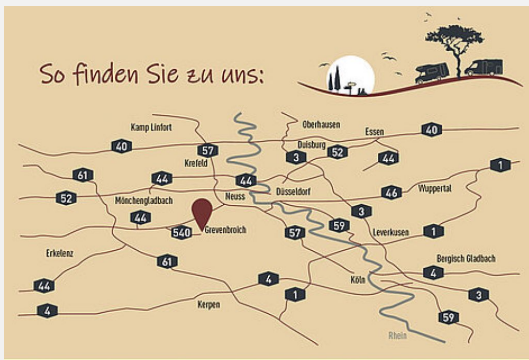 So finden Sie zu uns:
Kamp Linfort
Oberhausen
Duisburg
Essen
40
57
3
52
40
44
Krefeld
61
44
44
1
52
Mönchengladbach
Neuss
Düsseldorf
46
Wuppertal
44
540
Grevenbroich
57
59
3
Leverkusen
1
Erkelenz
61
Bergisch Gladbach
44
4
Köln
4
4
Kerpen
1
3
59
Rhein